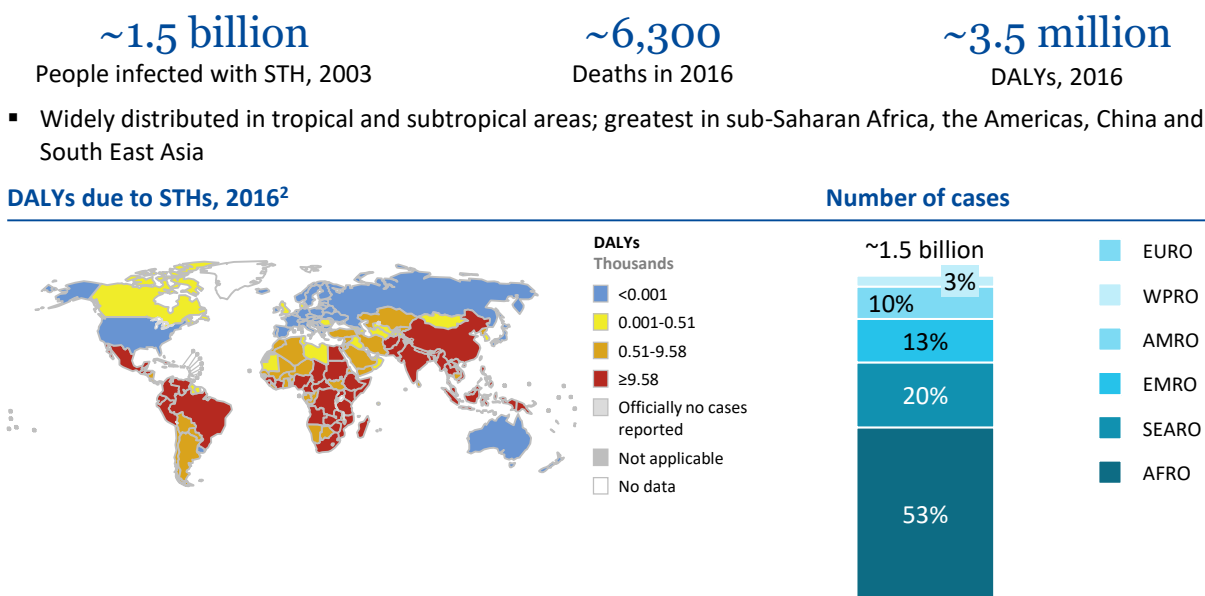 ~1.5 billion
People infected with STH, 2003
~6,300
Deaths in 2016
~3.5 million
DALYs, 2016
▪ Widely distributed in tropical and subtropical areas; greatest in sub-Saharan Africa, the Americas, China and
South East Asia
DALYs due to STHs, 2016²
DALYs
Thousands
<0.001
0.001-0.51
0.51-9.58
≥9.58
Officially no cases
reported
Not applicable
No data
Number of cases
~1.5 billion
3%
10%
13%
20%
53%
EURO
WPRO
AMRO
EMRO
SEARO
AFRO